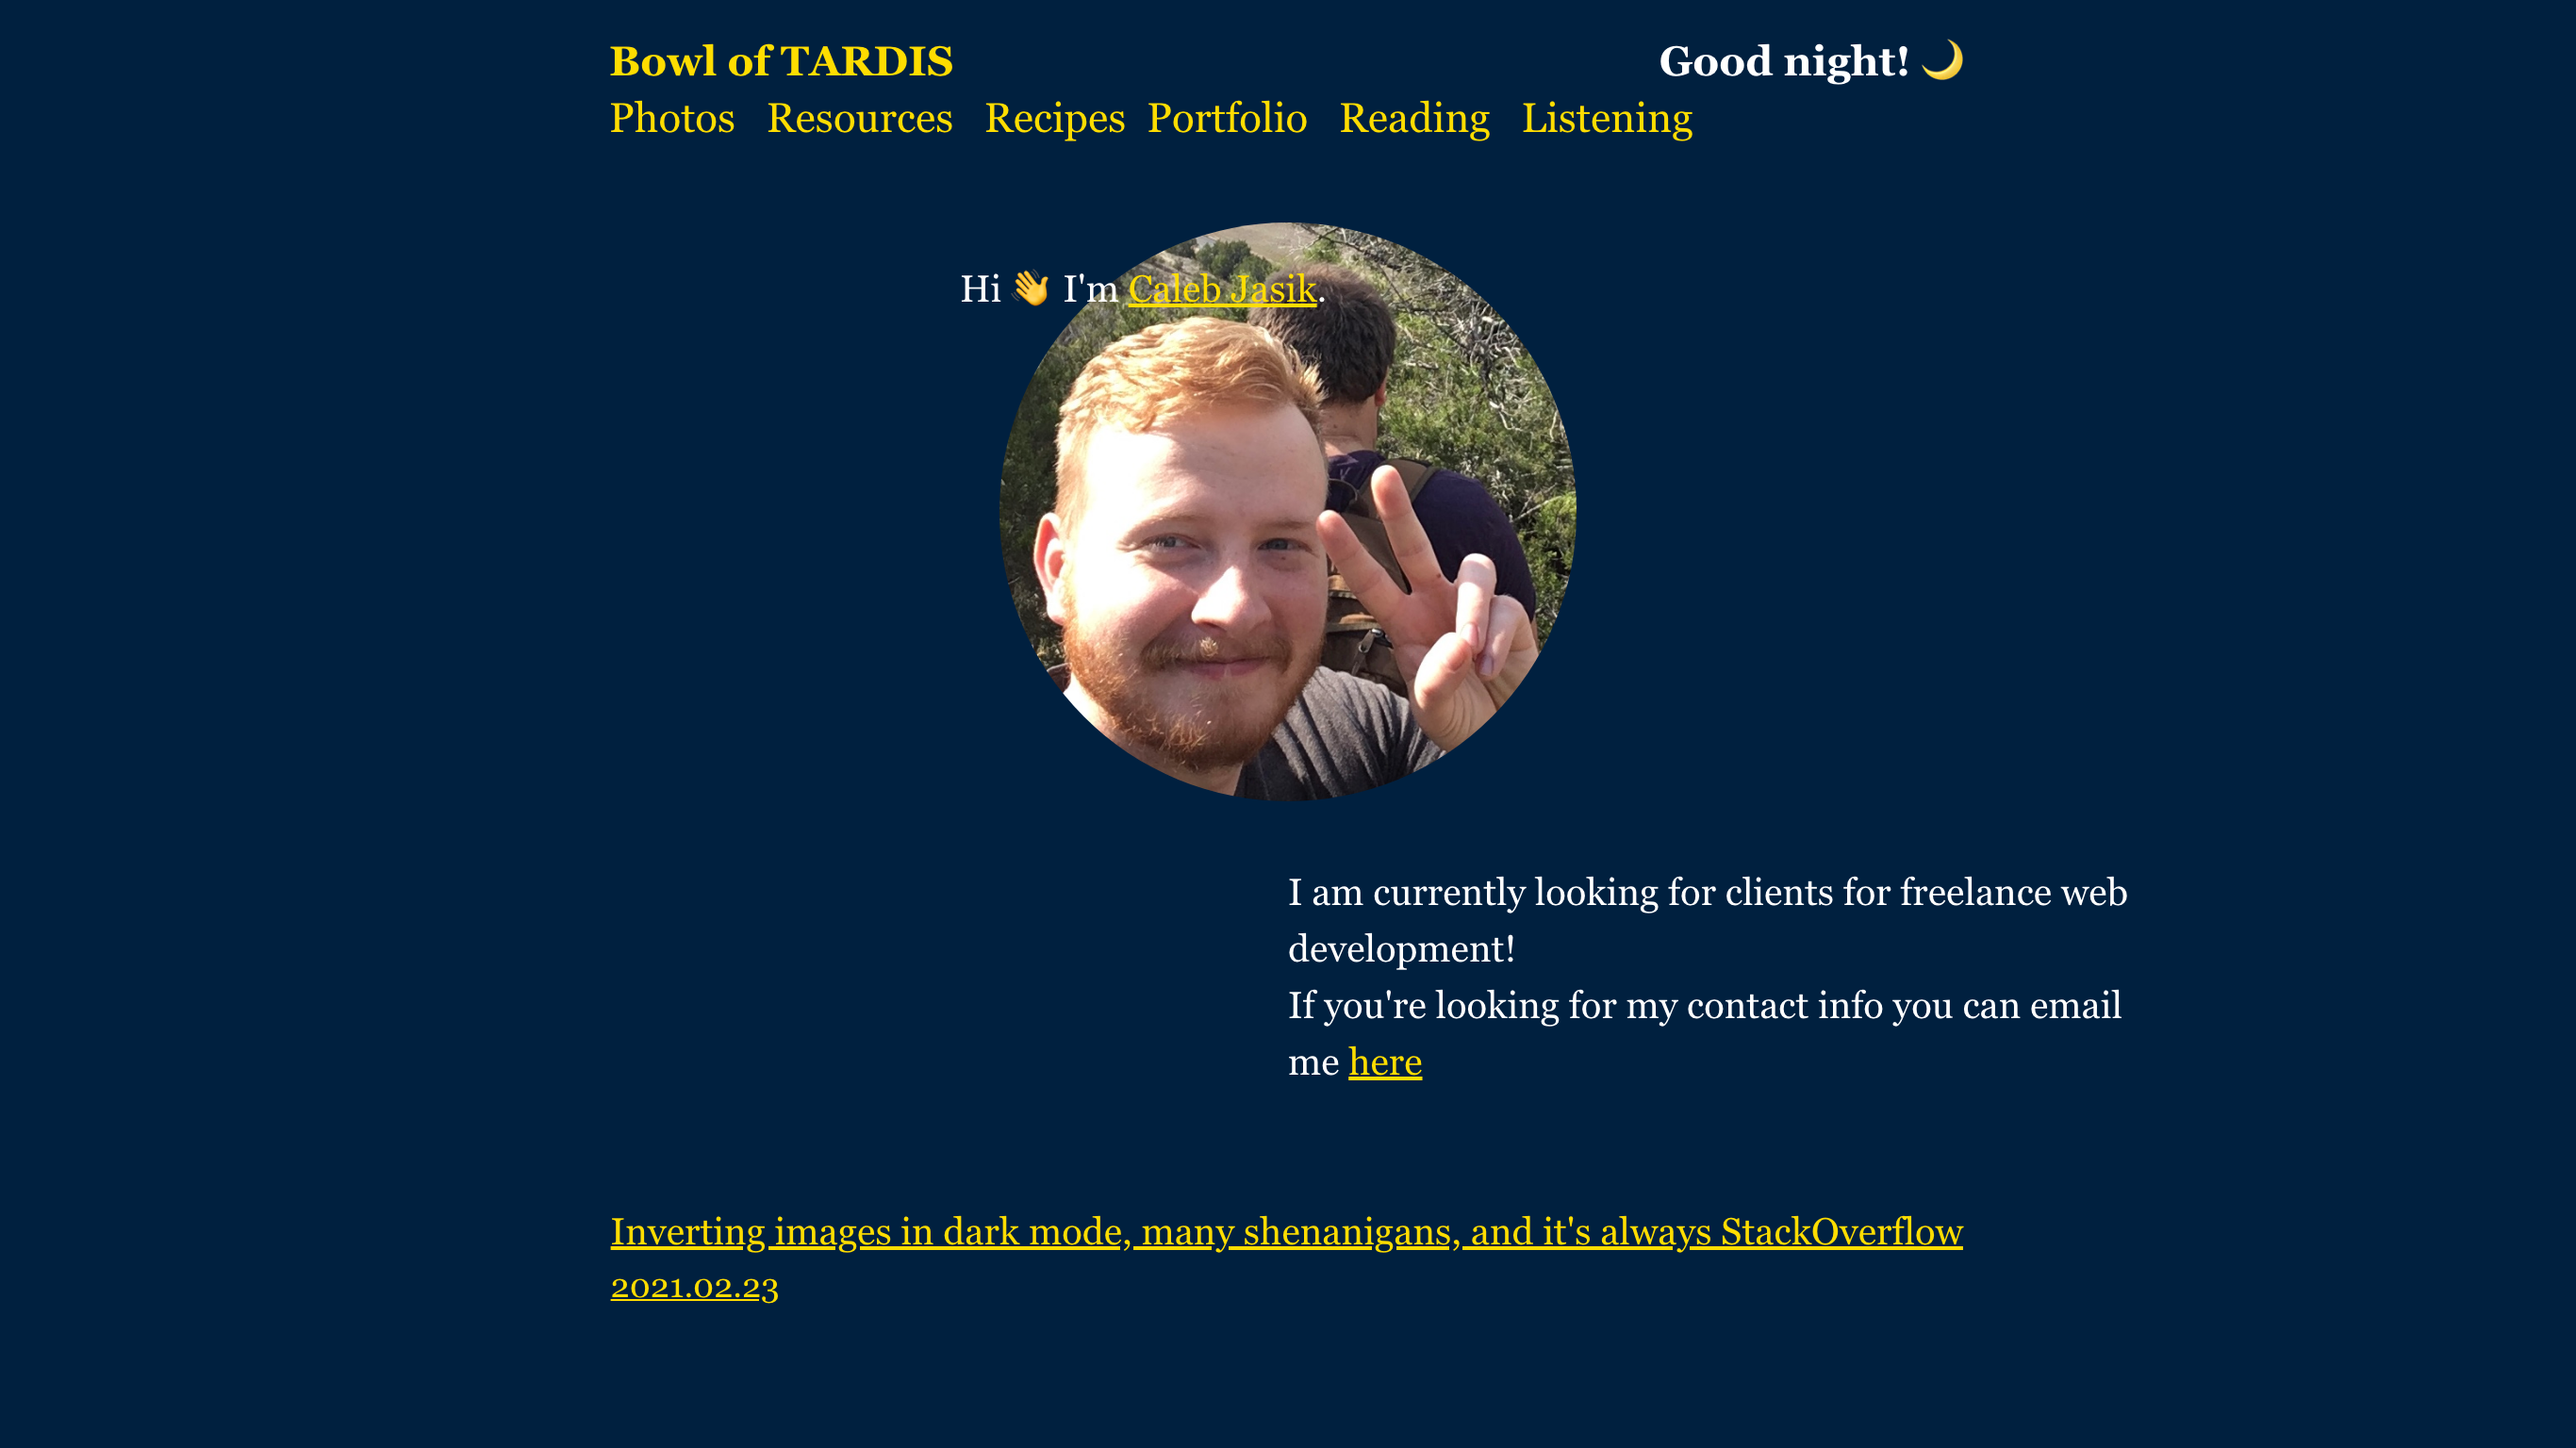 Bowl of TARDIS
Good night! 🌙
Photos Resources Recipes Portfolio Reading Listening
Hi 👋 I'm Caleb Jasik.
I am currently looking for clients for freelance web
development!
If you're looking for my contact info you can email
me here
Inverting images in dark mode, many shenanigans, and it's always StackOverflow
2021.02.23